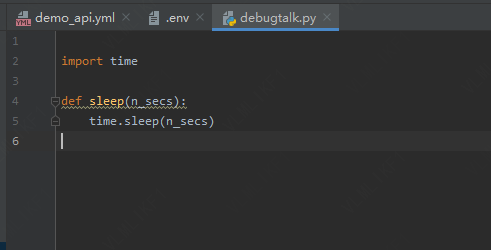 demo_api.yml .env debugtalk.py
1
2 import time
3
4 def sleep(n_secs):
5 time.sleep(n_secs)
6